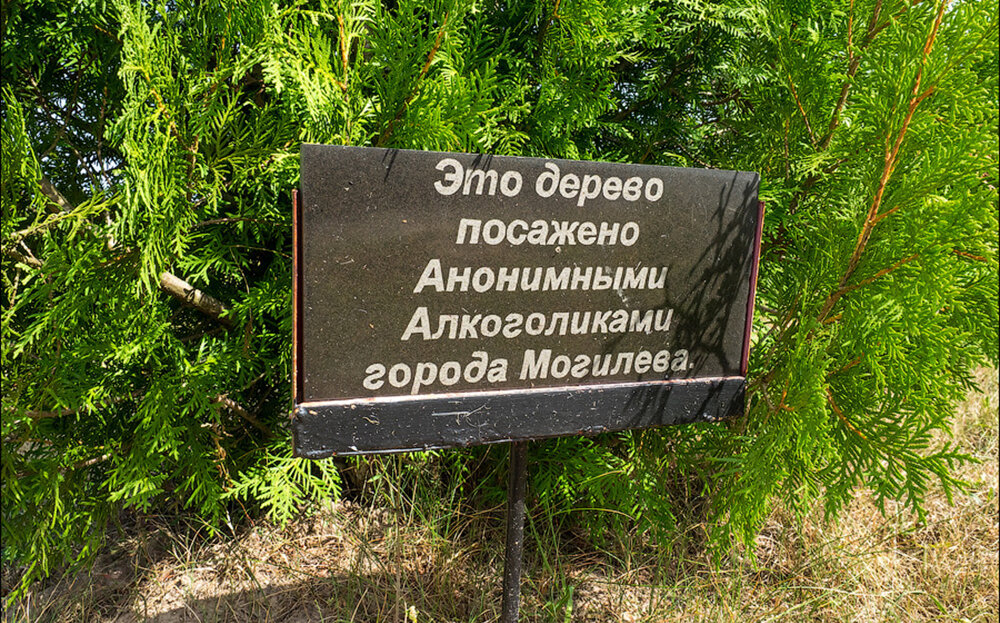 Это дерево
посажено
Анонимными
Алкоголиками
города Могилева.